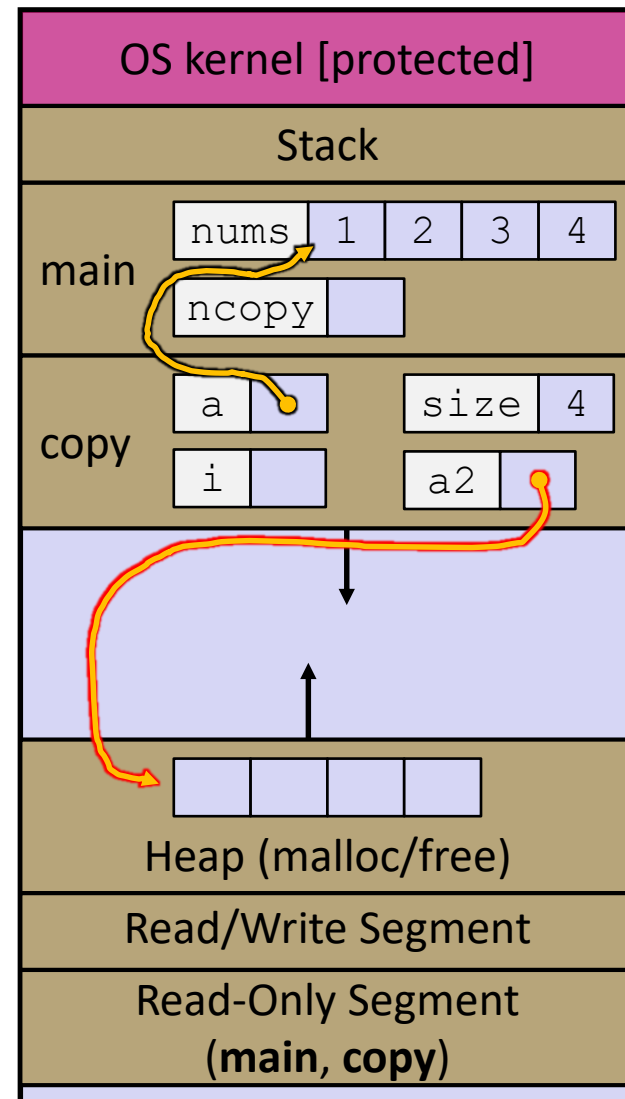 OS kernel [protected]
Stack
main
nums 1 2 3 4
ncopy
copy
a size 4
i a2
Heap (malloc/free)
Read/Write Segment
Read-Only Segment
(main, copy)